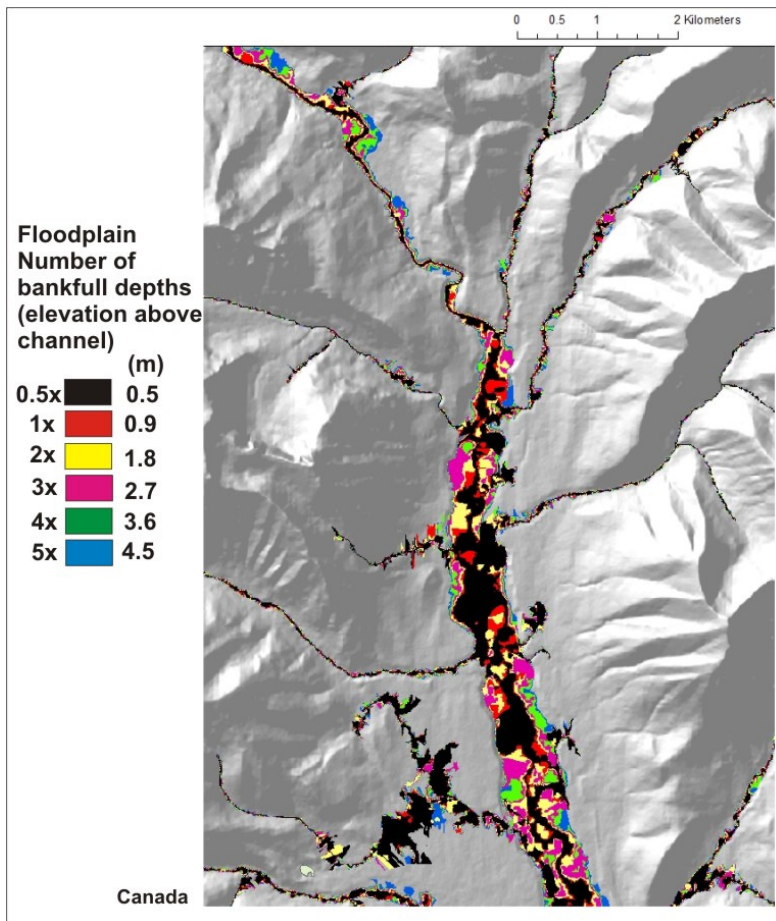 0 0.5 1 2 Kilometers
Floodplain
Number of
bankfull depths
(elevation above
channel)
(m)
0.5x 0.5
1x 0.9
2x 1.8
3x 2.7
4x 3.6
5x 4.5
Canada